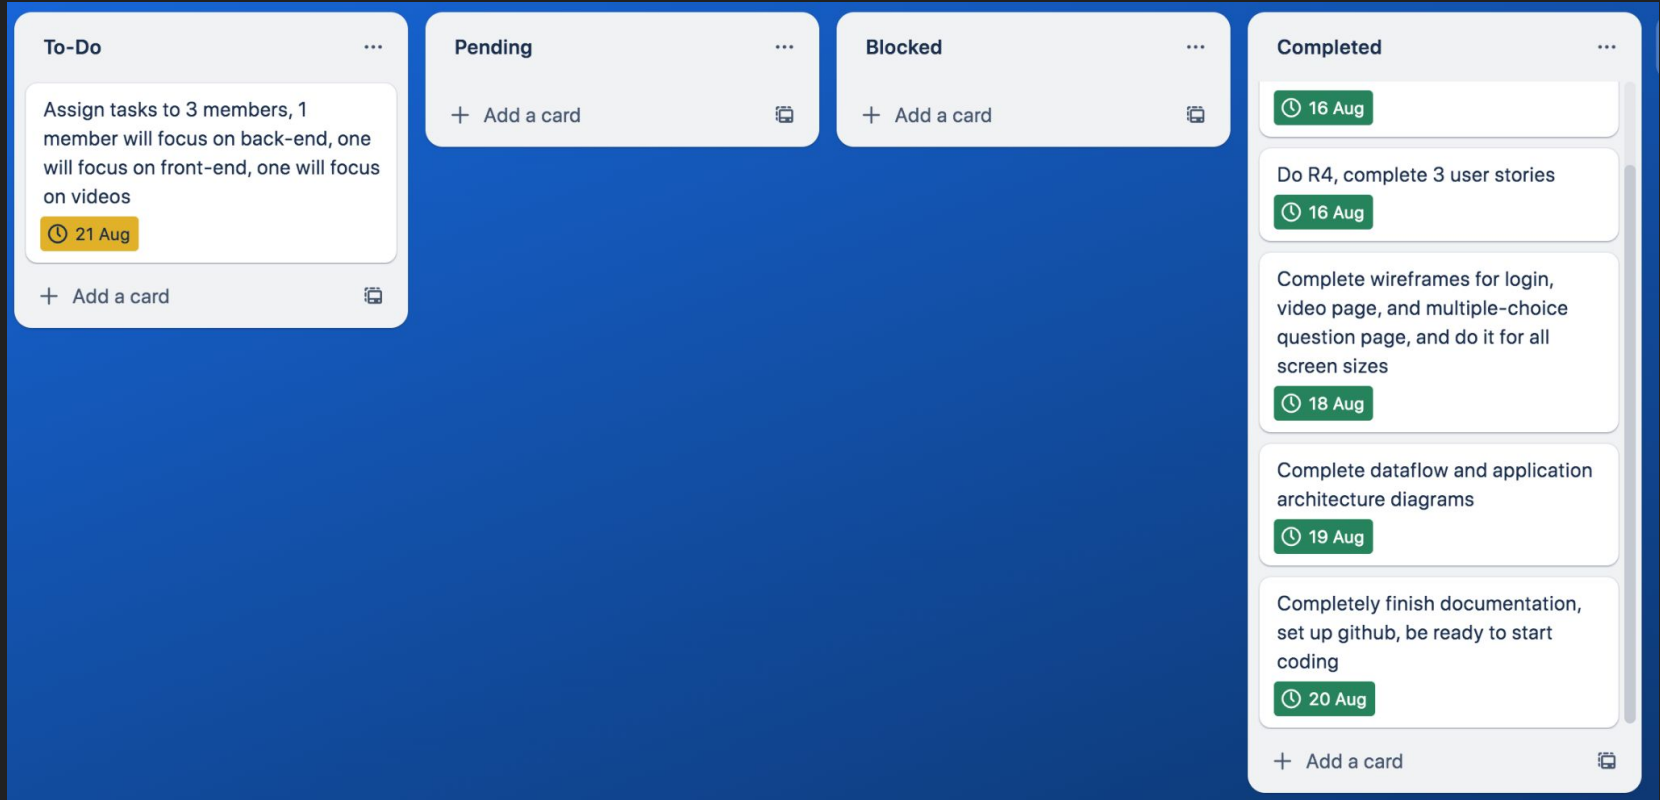 To-Do
Assign tasks to 3 members, 1
member will focus on back-end, one
will focus on front-end, one will focus
on videos
21 Aug
Add a card
Pending
Add a card
Blocked
Add a card
Completed
16 Aug
Do R4, complete 3 user stories
16 Aug
Complete wireframes for login,
video page, and multiple-choice
question page, and do it for all
screen sizes
18 Aug
Complete dataflow and application
architecture diagrams
19 Aug
Completely finish documentation,
set up github, be ready to start
coding
20 Aug
Add a card